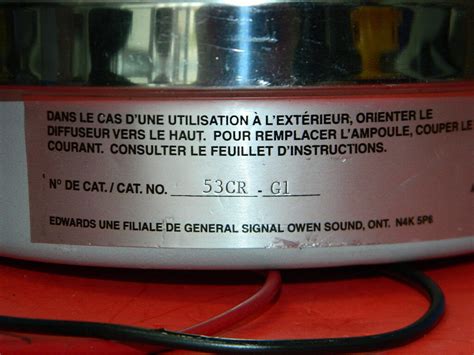 DANS LE CAS D'UNE UTILISATION À L'EXTÉRIEUR, ORIENTER LE
DIFFUSEUR VERS LE HAUT. POUR REMPLACER L'AMPOULE, COUPER LE
COURANT. CONSULTER LE FEUILLET D'INSTRUCTIONS.
N° DE CAT. / CAT. NO. 53CR - G1
EDWARDS UNE FILIALE DE GENERAL SIGNAL OWEN SOUND, ONT. N4K 5P6